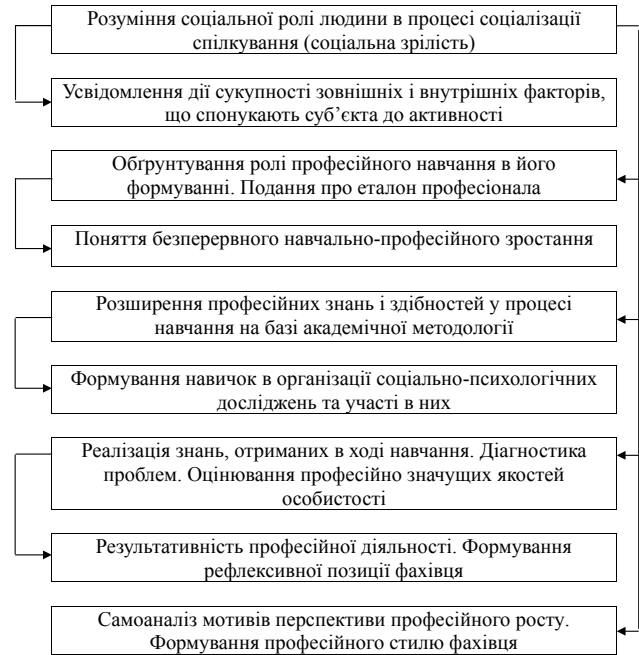 Розуміння соціальної ролі людини в процесі соціалізації
спілкування (соціальна зрілість)
Усвідомлення дії сукупності зовнішніх і внутрішніх факторів,
що спонукають суб’єкта до активності
Обґрунтування ролі професійного навчання в його
формуванні. Подання про еталон професіонала
Поняття безперервного навчально-професійного зростання
Розширення професійних знань і здібностей у процесі
навчання на базі академічної методології
Формування навичок в організації соціально-психологічних
досліджень та участі в них
Реалізація знань, отриманих в ході навчання. Діагностика
проблем. Оцінювання професійно значущих якостей
особистості
Результативність професійної діяльності. Формування
рефлексивної позиції фахівця
Самоаналіз мотивів перспективи професійного росту.
Формування професійного стилю фахівця